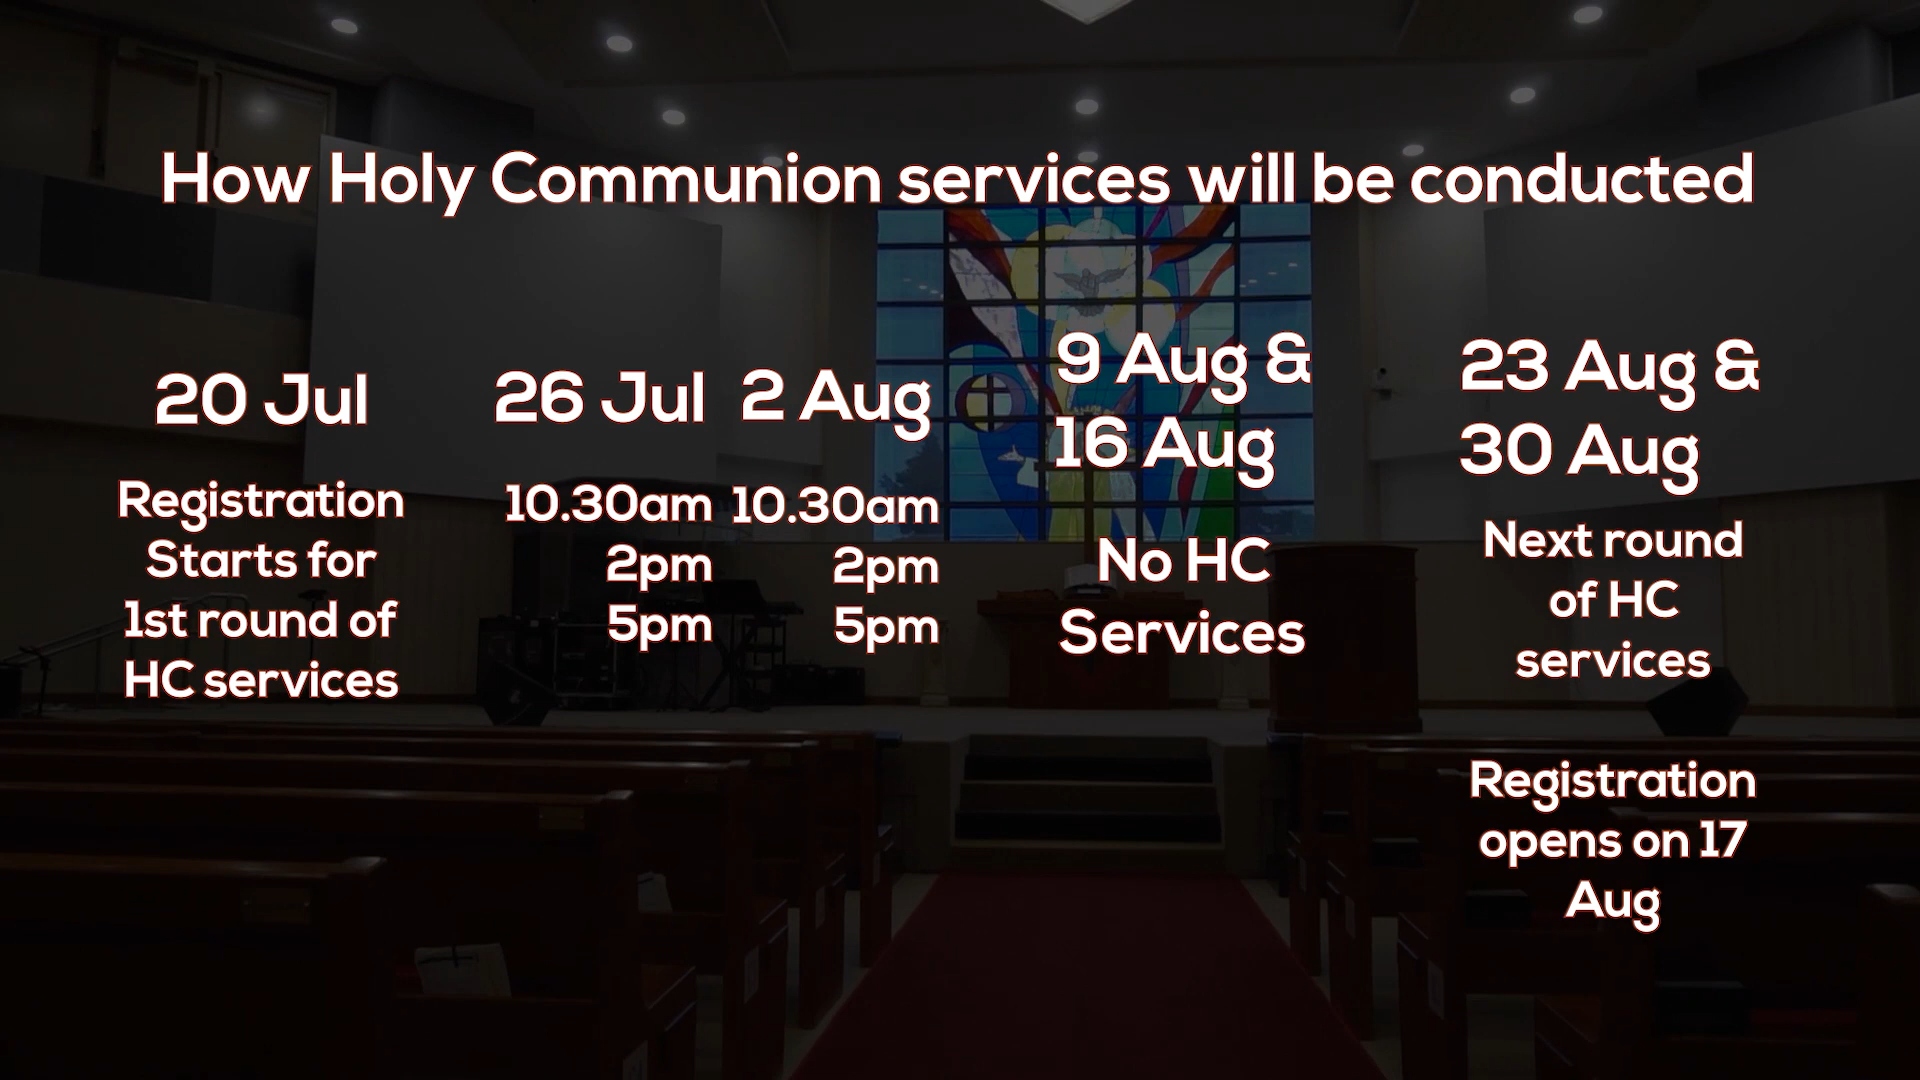 How Holy Communion services will be conducted
20 Jul
Registration
Starts for
1st round of
HC services
26 Jul
10.30am
2pm
5pm
2 Aug
10.30am
2pm
5pm
9 Aug &
16 Aug
No HC
Services
23 Aug &
30 Aug
Next round
of HC
services
Registration
opens on 17
Aug